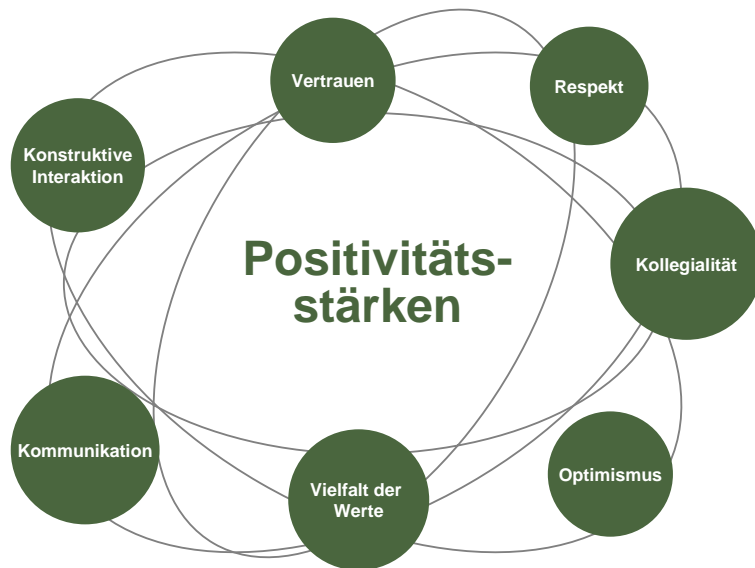 Vertrauen
Respekt
Konstruktive
Interaktion
Kollegialität
Positivitäts-
stärken
Kommunikation
Vielfalt der
Werte
Optimismus